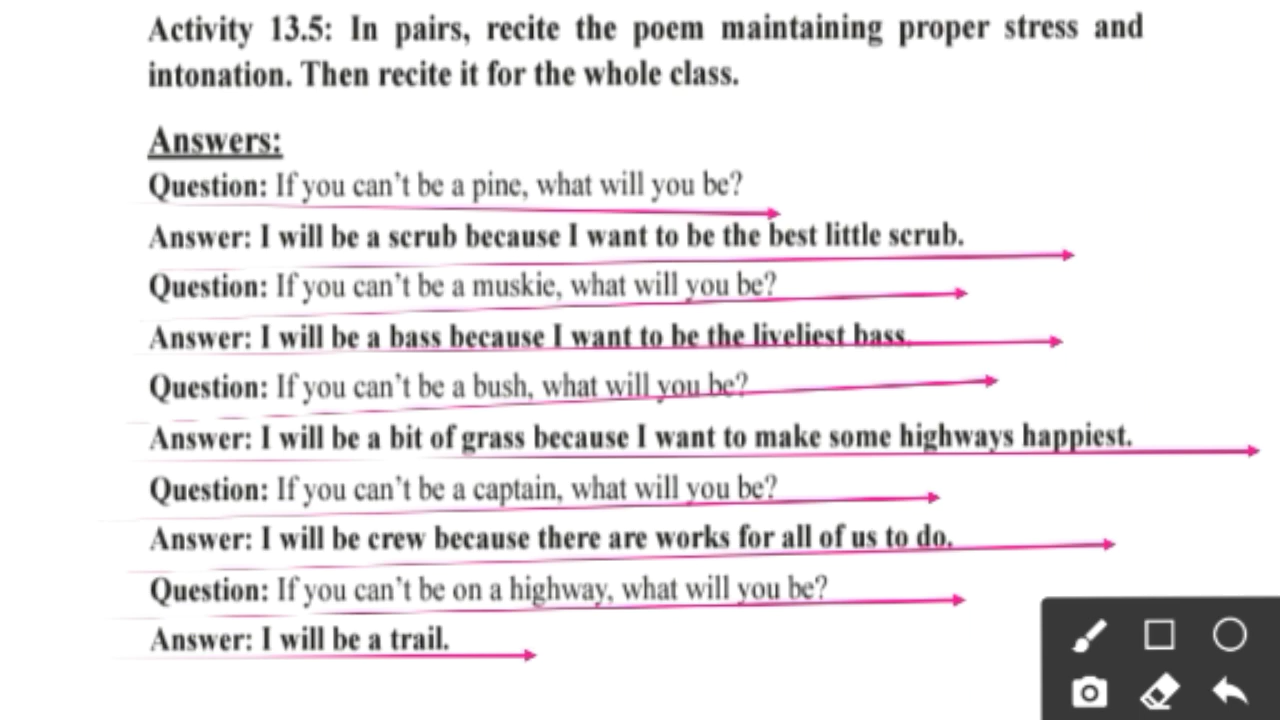 Activity 13.5: In pairs, recite the poem maintaining proper stress and
intonation. Then recite it for the whole class.
Answers:
Question: If you can't be a pine, what will you be?
Answer: I will be a scrub because I want to be the best little scrub.
Question: If you can't be a muskie, what will you be?
Answer: I will be a bass because I want to be the liveliest bass.
Question: If you can't be a bush, what will you be?
Answer: I will be a bit of grass because I want to make some highways happiest.
Question: If you can't be a captain, what will you be?
Answer: I will be crew because there are works for all of us to do.
Question: If you can't be on a highway, what will you be?
Answer: I will be a trail.